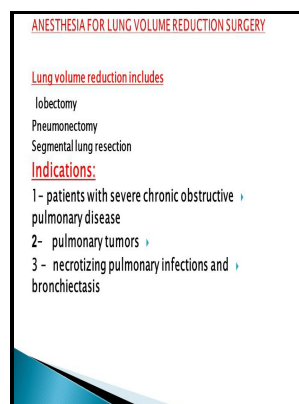 ANESTHESIA FOR LUNG VOLUME REDUCTION SURGERY
Lung volume reduction includes
lobectomy
Pneumonectomy
Segmental lung resection
Indications:
1- patients with severe chronic obstructive
pulmonary disease
2- pulmonary tumors
3 - necrotizing pulmonary infections and
bronchiectasis